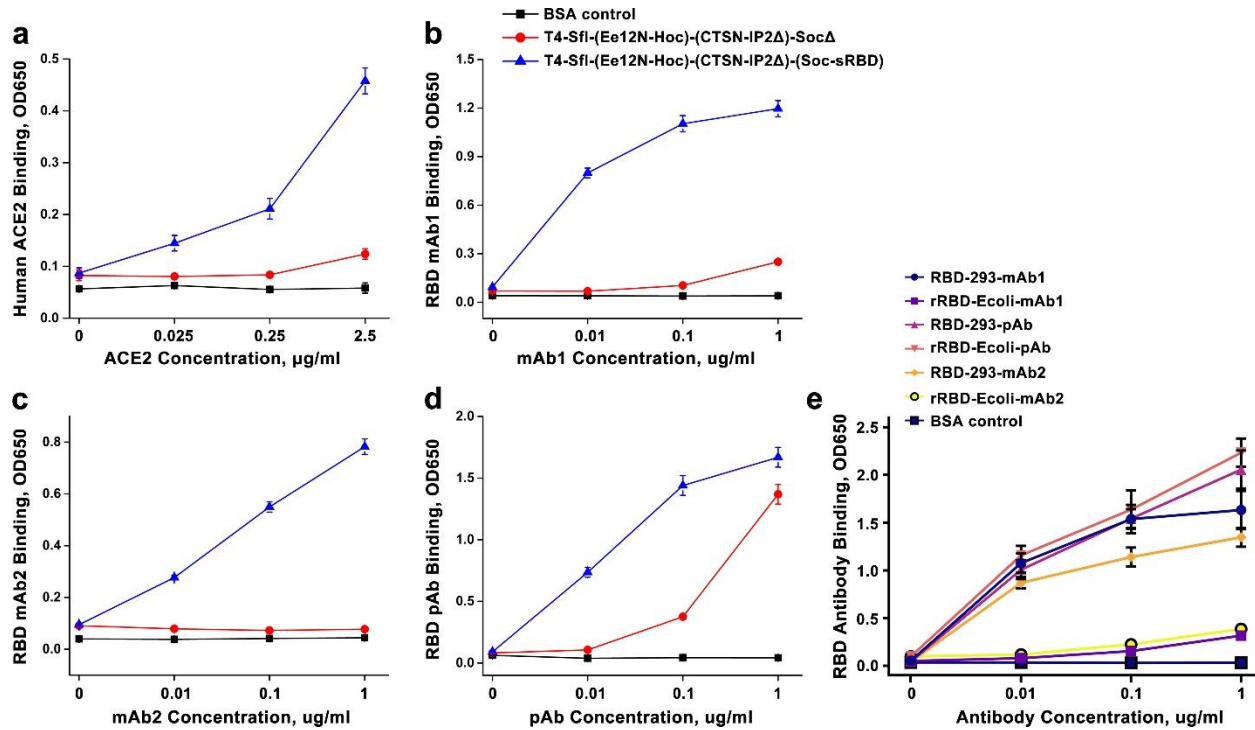 BSA control
T4-Sfl-(Ee12N-Hoc)-(CTSN-IP2Δ)-SocΔ
T4-Sfl-(Ee12N-Hoc)-(CTSN-IP2Δ)-(Soc-sRBD)
a
Human ACE2 Binding, OD650
0.5
0.4
0.3
0.2
0.1
0.0
0 0.025 0.25 2.5
ACE2 Concentration, µg/ml
b
RBD mAb1 Binding, OD650
1.5
1.2
0.9
0.6
0.3
0.0
0 0.01 0.1 1
mAb1 Concentration, ug/ml
c
RBD mAb2 Binding, OD650
0.8
0.6
0.4
0.2
0.0
0 0.01 0.1 1
mAb2 Concentration, ug/ml
d
RBD pAb Binding, OD650
2.0
1.5
1.0
0.5
0.0
0 0.01 0.1 1
pAb Concentration, ug/ml
RBD-293-mAb1
rRBD-Ecoli-mAb1
RBD-293-pAb
rRBD-Ecoli-pAb
RBD-293-mAb2
rRBD-Ecoli-mAb2
BSA control
e
RBD Antibody Binding, OD650
2.5
2.0
1.5
1.0
0.5
0.0
0 0.01 0.1 1
Antibody Concentration, ug/ml